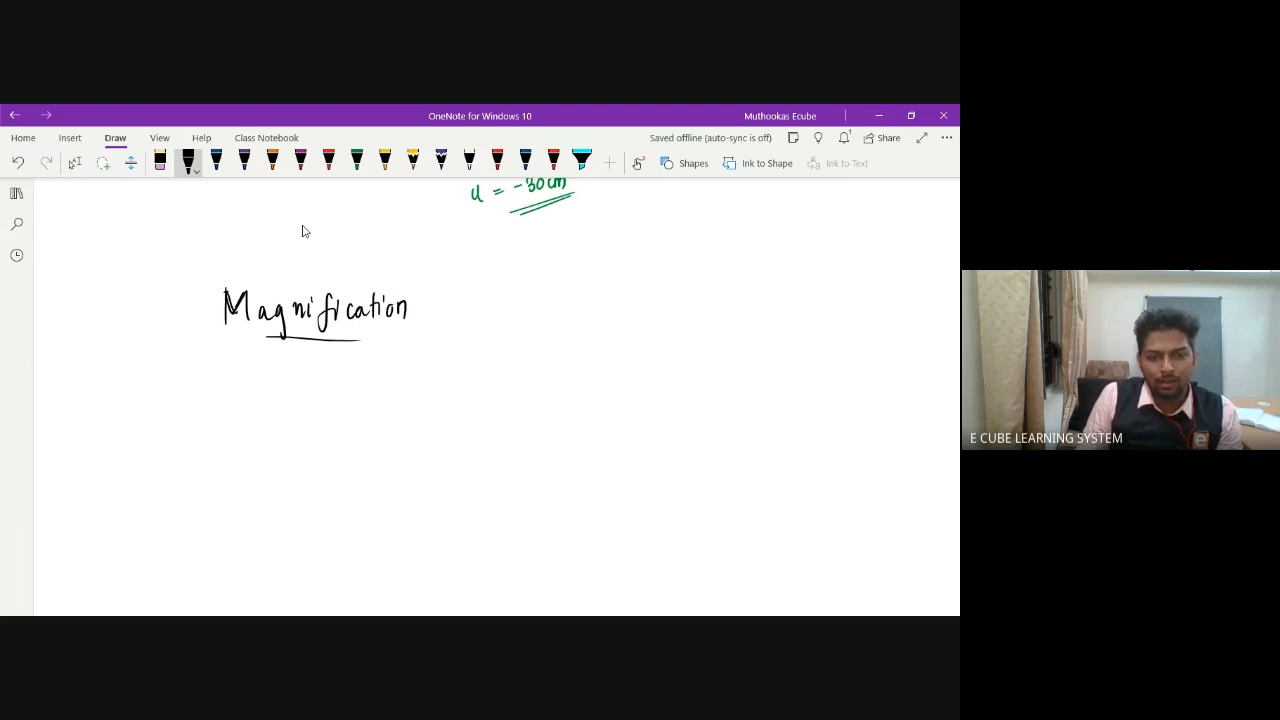 OneNote for Windows 10
Muthookas Ecube
Home Insert Draw View Help Class Notebook
Saved offline (auto-sync is off)
Share
Shapes
Ink to Shape
Ink to Text
u = -30cm
Magnification
E CUBE LEARNING SYSTEM